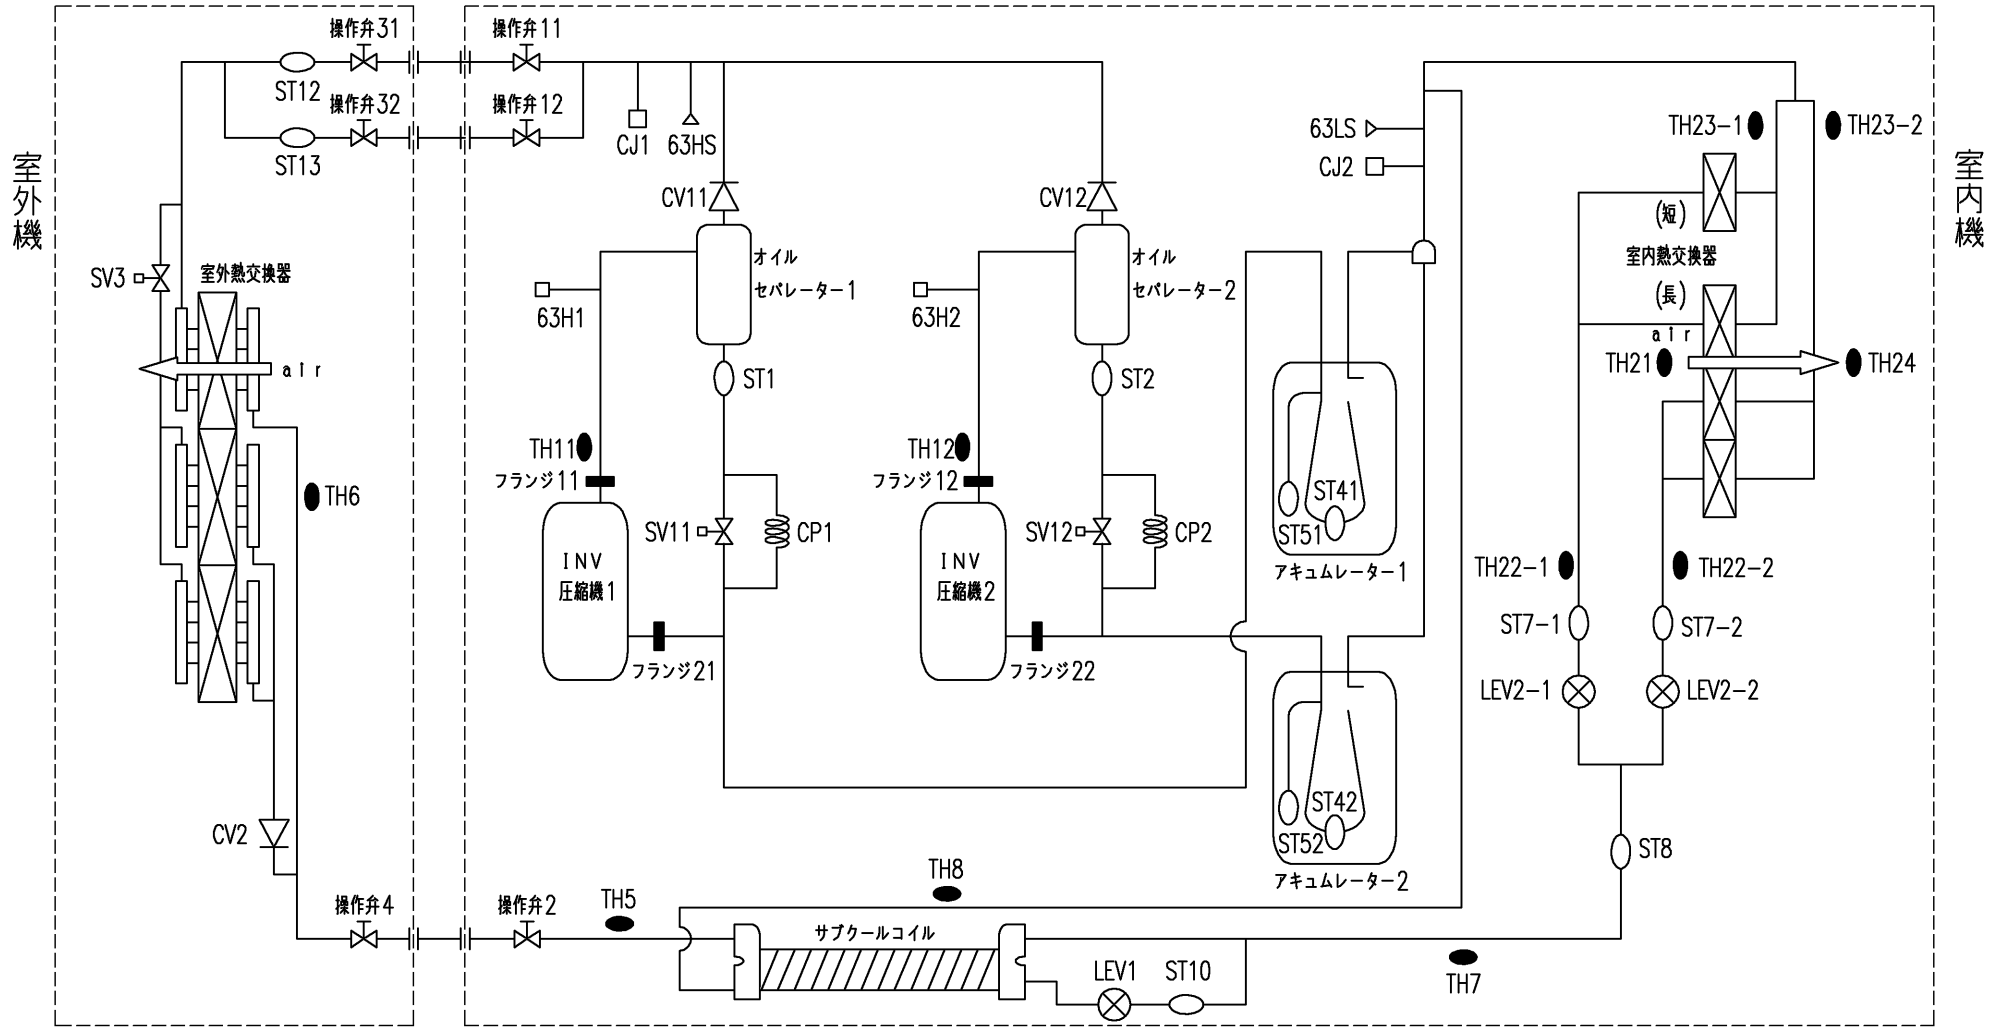 操作弁31
操作弁11
ST12
操作弁32
操作弁12
ST13
CJ1
63HS
63LS
CJ2
TH23-1
TH23-2
室外機
室内機
CV11
CV12
(短)
室内熱交換器
(長)
air
SV3
室外熱交換器
air
オイル
セパレーター1
オイル
セパレーター2
63H1
63H2
ST1
ST2
TH21
TH24
TH11
フランジ11
TH12
フランジ12
TH6
ST41
ST51
アキュムレーター1
SV11
CP1
SV12
CP2
INV
圧縮機1
INV
圧縮機2
TH22-1
TH22-2
ST7-1
ST7-2
フランジ21
フランジ22
LEV2-1
LEV2-2
CV2
ST42
ST52
アキュムレーター2
ST8
TH8
操作弁4
操作弁2
TH5
サブクールコイル
LEV1
ST10
TH7